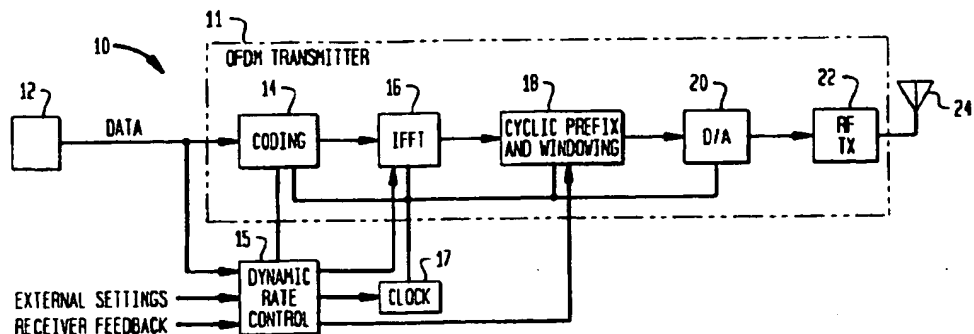 11
10
OFDM TRANSMITTER
12
14
16
18
20
22
24
DATA
CODING
IFFT
CYCLIC PREFIX
AND WINDOWING
D/A
RF
TX
15
17
DYNAMIC
RATE
CONTROL
CLOCK
EXTERNAL SETTINGS
RECEIVER FEEDBACK